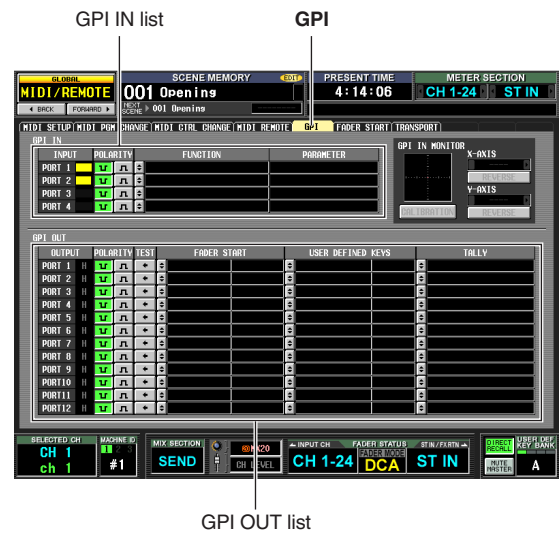 GPI IN list GPI
GLOBAL SCENE MEMORY EDIT PRESENT TIME METER SECTION
MIDI/REMOTE 001 Opening 4:14:06 CH 1-24 ST IN
BACK FORWARD NEXT SCENE 001 Opening
MIDI SETUP MIDI PGM CHANGE MIDI CTRL CHANGE MIDI REMOTE GPI FADER START TRANSPORT
GPI IN
INPUT POLARITY FUNCTION PARAMETER
PORT 1
PORT 2
PORT 3
PORT 4
GPI IN MONITOR
X-AXIS
REVERSE
Y-AXIS
CALIBRATION REVERSE
GPI OUT
OUTPUT POLARITY TEST FADER START USER DEFINED KEYS TALLY
PORT 1 H
PORT 2 H
PORT 3 H
PORT 4 H
PORT 5 H
PORT 6 H
PORT 7 H
PORT 8 H
PORT 9 H
PORT10 H
PORT11 H
PORT12 H
SELECTED CH MACHINE ID MIX SECTION INPUT CH FADER STATUS ST IN/FXRTN DIRECT RECALL USER DEF KEY BANK
CH 1 1 2 3 SEND CH 1-24 FADER MODE ST IN
ch 1 #1 CH LEVEL DCA MUTE MASTER A
GPI OUT list